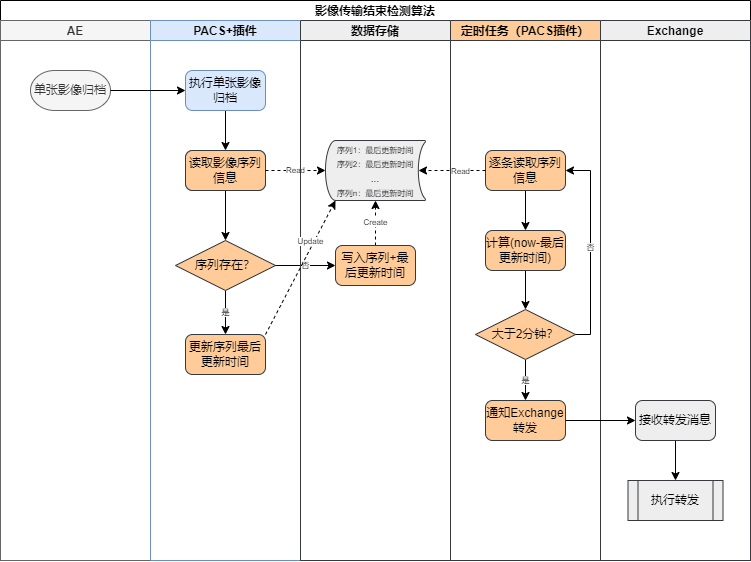 影像传输结束检测算法
AE
PACS+插件
数据存储
定时任务（PACS插件）
Exchange
单张影像归档
执行单张影像
归档
读取影像序列
信息
Read
序列1：最后更新时间
序列2：最后更新时间
...
序列n：最后更新时间
Read
逐条读取序列
信息
Create
Update
序列存在?
否
写入序列+最
后更新时间
计算(now-最后
更新时间)
否
是
更新序列最后
更新时间
大于2分钟?
是
通知Exchange
转发
接收转发消息
执行转发